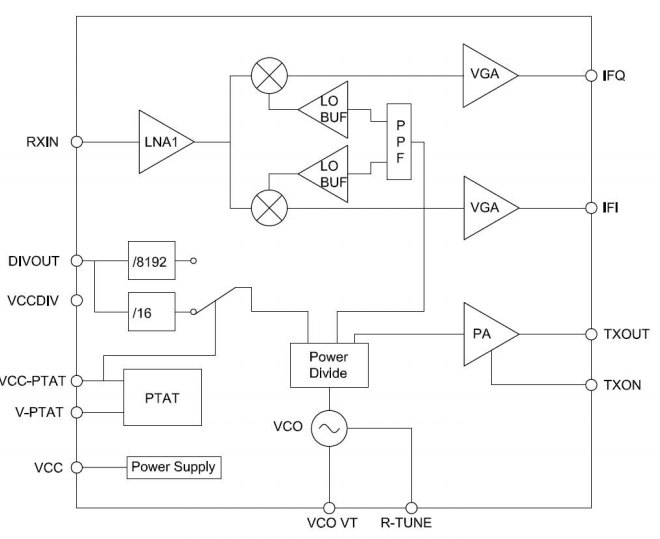 VGA
IFQ
LO
BUF
P
P
F
RXIN
LNA1
LO
BUF
VGA
IFI
DIVOUT
/8192
VCCDIV
/16
PA
TXOUT
Power
Divide
VCC-PTAT
PTAT
TXON
V-PTAT
VCO
VCC
Power Supply
VCO VT
R-TUNE